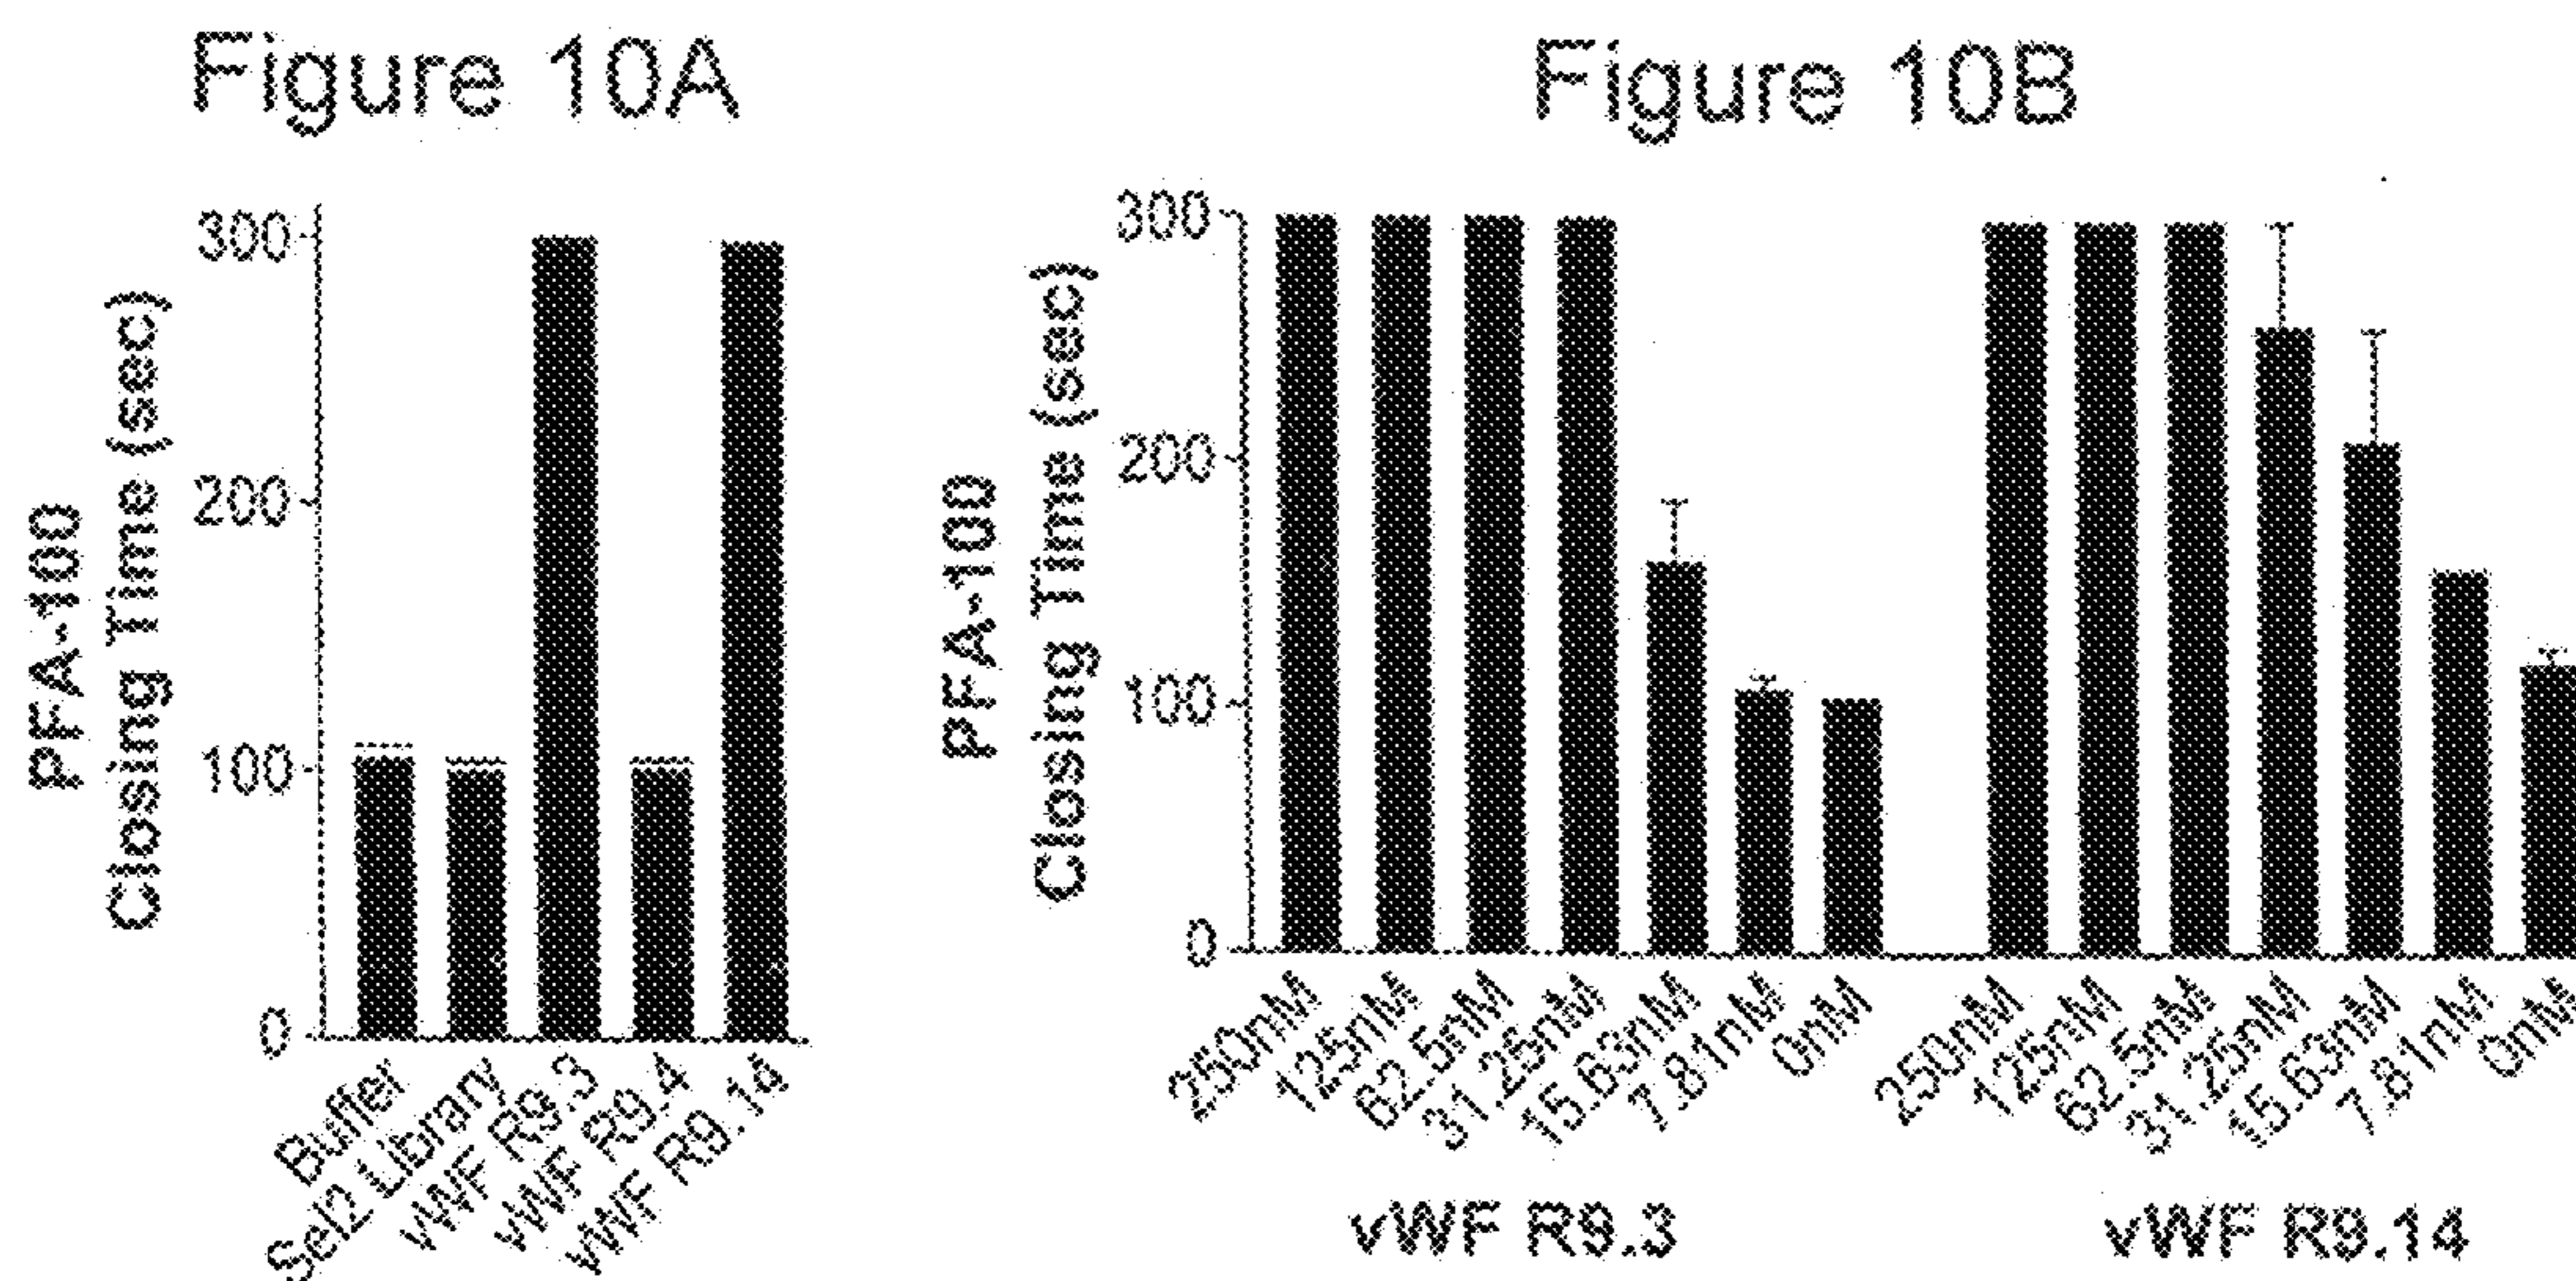 Figure 10A
PFA-100
Closing Time (sec)
300
200
100
0
Buffer
Sel2 Library
vWF R9.3
vWF R9.4
vWF R9.14
Figure 10B
PFA-100
Closing Time (sec)
300
200
100
0
250nM
125nM
62.5nM
31.25nM
15.63nM
7.81nM
0nM
250nM
125nM
62.5nM
31.25nM
15.63nM
7.81nM
0nM
vWF R9.3
vWF R9.14